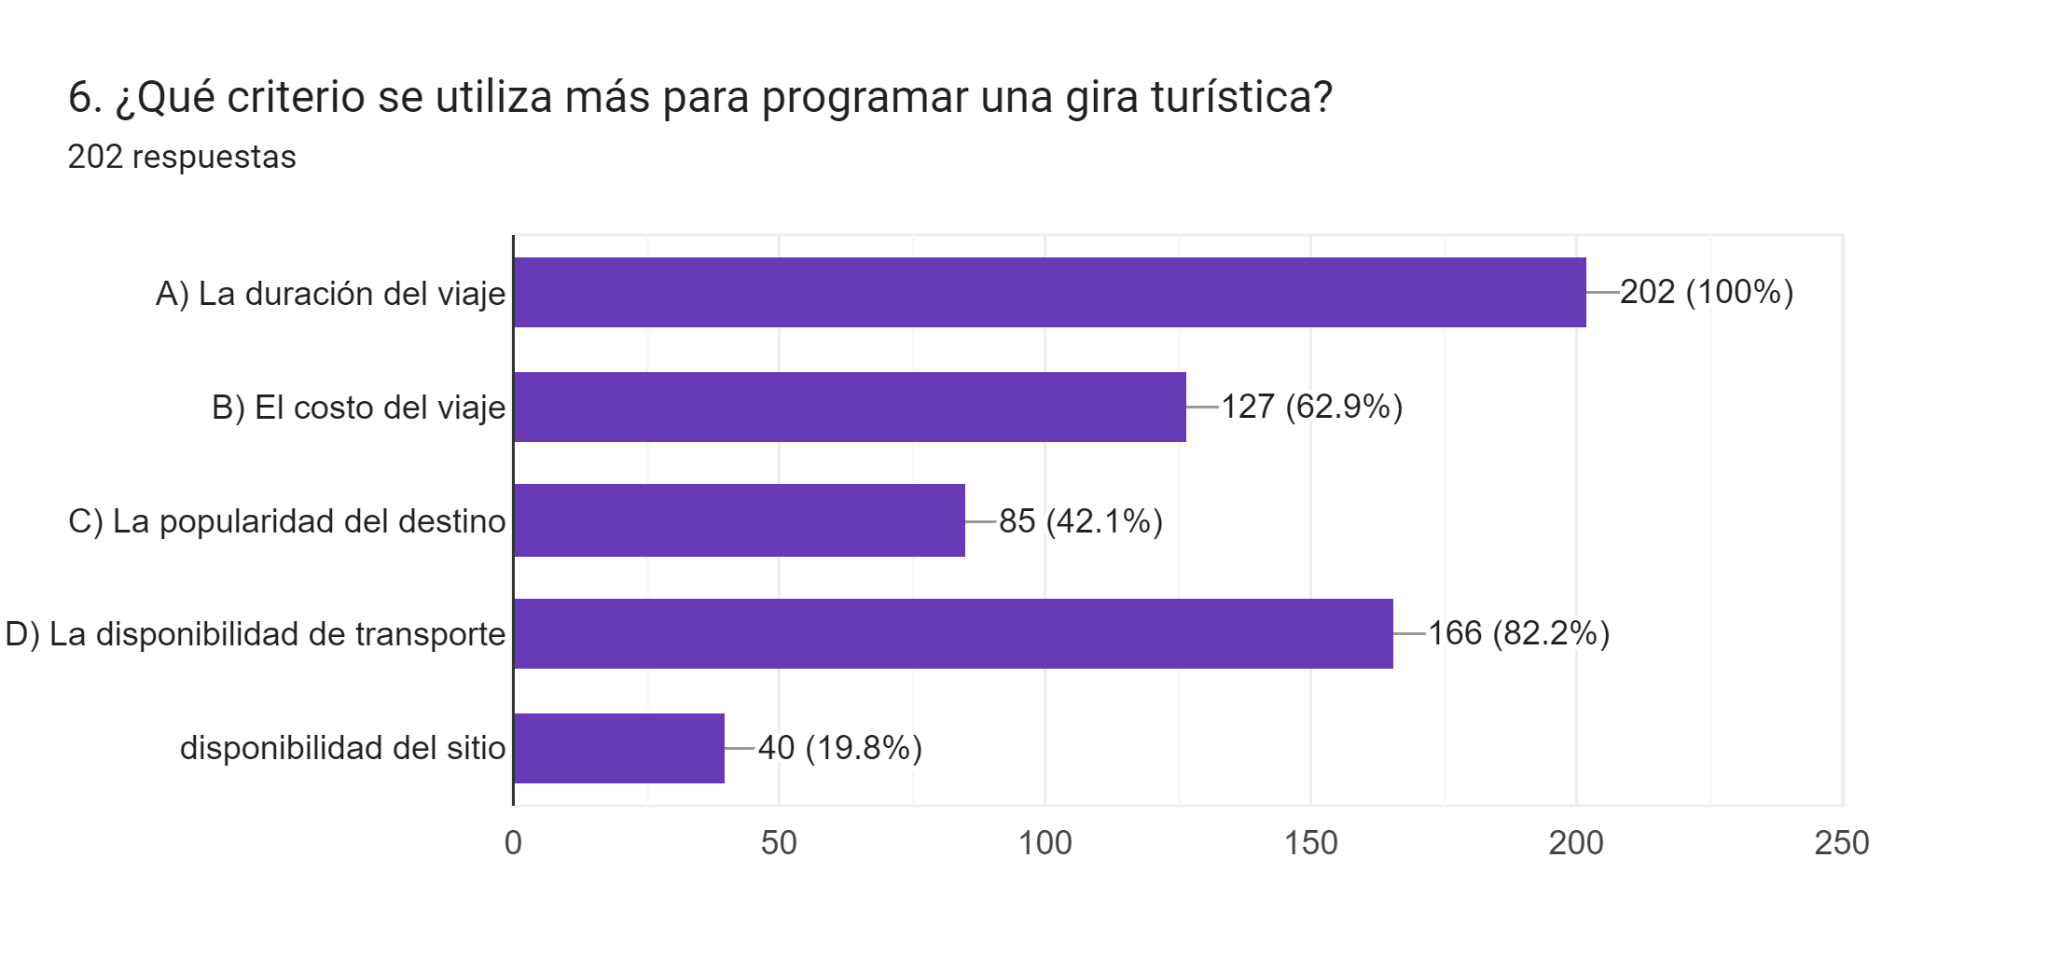 6. ¿Qué criterio se utiliza más para programar una gira turística?
202 respuestas
A) La duración del viaje
202 (100%)
B) El costo del viaje
127 (62.9%)
C) La popularidad del destino
85 (42.1%)
D) La disponibilidad de transporte
166 (82.2%)
disponibilidad del sitio
40 (19.8%)
0 50 100 150 200 250